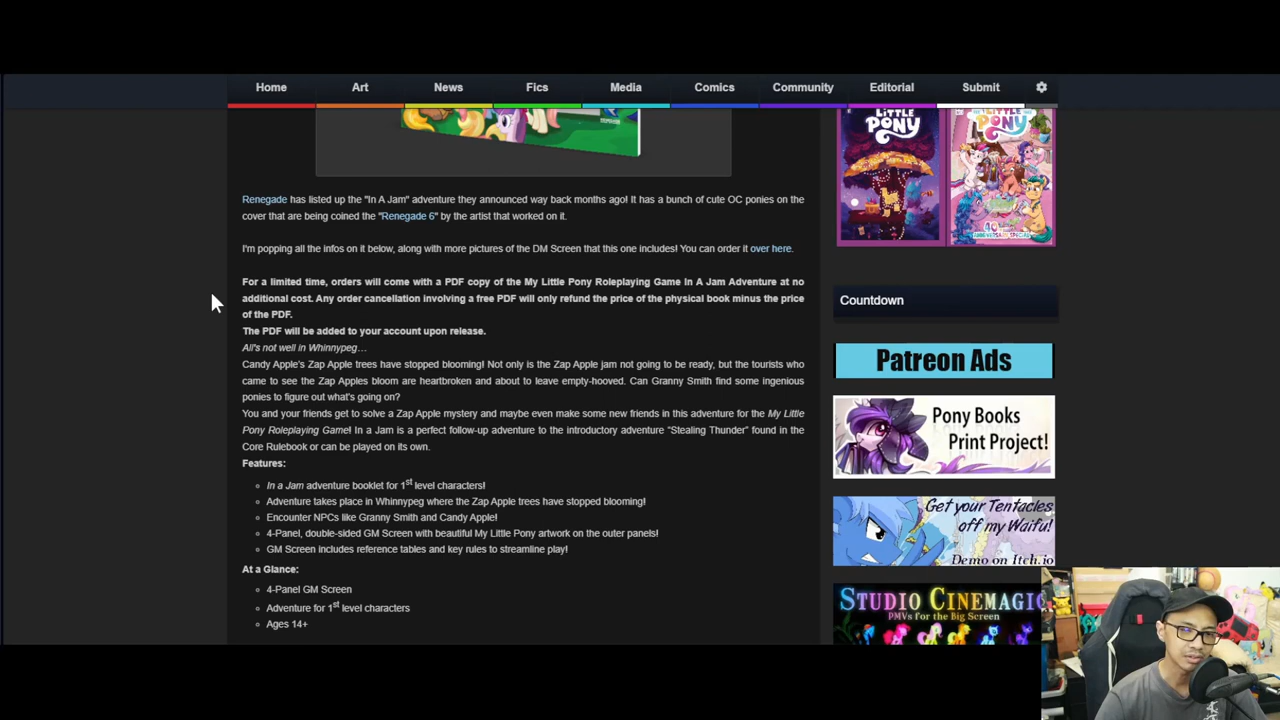 Home Art News Fics Media Comics Community Editorial Submit
LITTLE PONY
LITTLE PONY
Renegade has listed up the "In A Jam" adventure they announced way back months ago! It has a bunch of cute OC ponies on the
cover that are being coined the "Renegade 6" by the artist that worked on it.
I'm popping all the infos on it below, along with more pictures of the DM Screen that this one includes! You can order it over here.
For a limited time, orders will come with a PDF copy of the My Little Pony Roleplaying Game In A Jam Adventure at no
additional cost. Any order cancellation involving a free PDF will only refund the price of the physical book minus the price
of the PDF.
The PDF will be added to your account upon release.
All's not well in Whinnypeg…
Candy Apple's Zap Apple trees have stopped blooming! Not only is the Zap Apple jam not going to be ready, but the tourists who
came to see the Zap Apples bloom are heartbroken and about to leave empty-hooved. Can Granny Smith find some ingenious
ponies to figure out what's going on?
You and your friends get to solve a Zap Apple mystery and maybe even make some new friends in this adventure for the My Little
Pony Roleplaying Game! In a Jam is a perfect follow-up adventure to the introductory adventure "Stealing Thunder" found in the
Core Rulebook or can be played on its own.
Features:
In a Jam adventure booklet for 1st level characters!
Adventure takes place in Whinnypeg where the Zap Apple trees have stopped blooming!
Encounter NPCs like Granny Smith and Candy Apple!
4-Panel, double-sided GM Screen with beautiful My Little Pony artwork on the outer panels!
GM Screen includes reference tables and key rules to streamline play!
At a Glance:
4-Panel GM Screen
Adventure for 1st level characters
Ages 14+
Countdown
Patreon Ads
Pony Books
Print Project!
Get your Tentacles
off my Waifu!
Demo on Itch.io
STUDIO CINEMAGIC
PMVS FOR THE BIG SCREEN